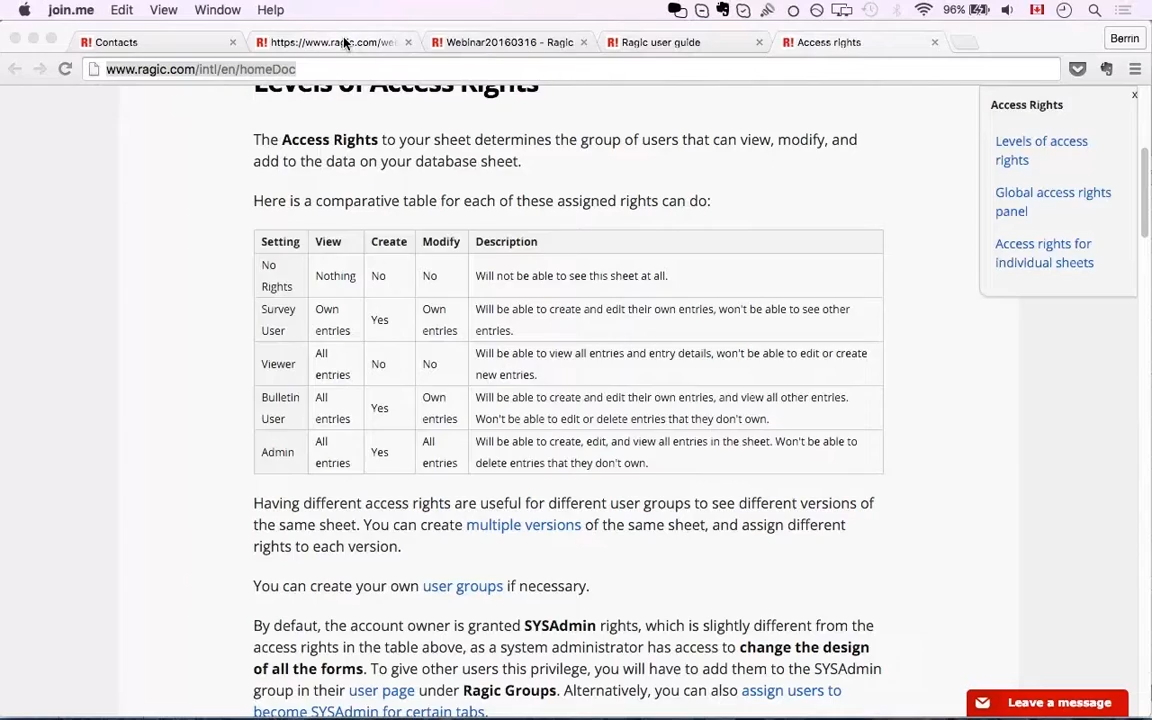 join.me Edit View Window Help 96%
Contacts https://www.ragic.com/we Webinar20160316 - Ragic Ragic user guide Access rights Berrin
www.ragic.com/intl/en/homeDoc
Levels of Access Rights
The Access Rights to your sheet determines the group of users that can view, modify, and
add to the data on your database sheet.
Here is a comparative table for each of these assigned rights can do:
Setting View Create Modify Description
No Rights Nothing No No Will not be able to see this sheet at all.
Survey User Own entries Yes Own entries Will be able to create and edit their own entries, won't be able to see other entries.
Viewer All entries No No Will be able to view all entries and entry details, won't be able to edit or create new entries.
Bulletin User All entries Yes Own entries Will be able to create and edit their own entries, and view all other entries. Won't be able to edit or delete entries that they don't own.
Admin All entries Yes All entries Will be able to create, edit, and view all entries in the sheet. Won't be able to delete entries that they don't own.
Having different access rights are useful for different user groups to see different versions of
the same sheet. You can create multiple versions of the same sheet, and assign different
rights to each version.
You can create your own user groups if necessary.
By defaut, the account owner is granted SYSAdmin rights, which is slightly different from the
access rights in the table above, as a system administrator has access to change the design
of all the forms. To give other users this privilege, you will have to add them to the SYSAdmin
group in their user page under Ragic Groups. Alternatively, you can also assign users to
become SYSAdmin for certain tabs.
x
Access Rights
Levels of access
rights
Global access rights
panel
Access rights for
individual sheets
Leave a message